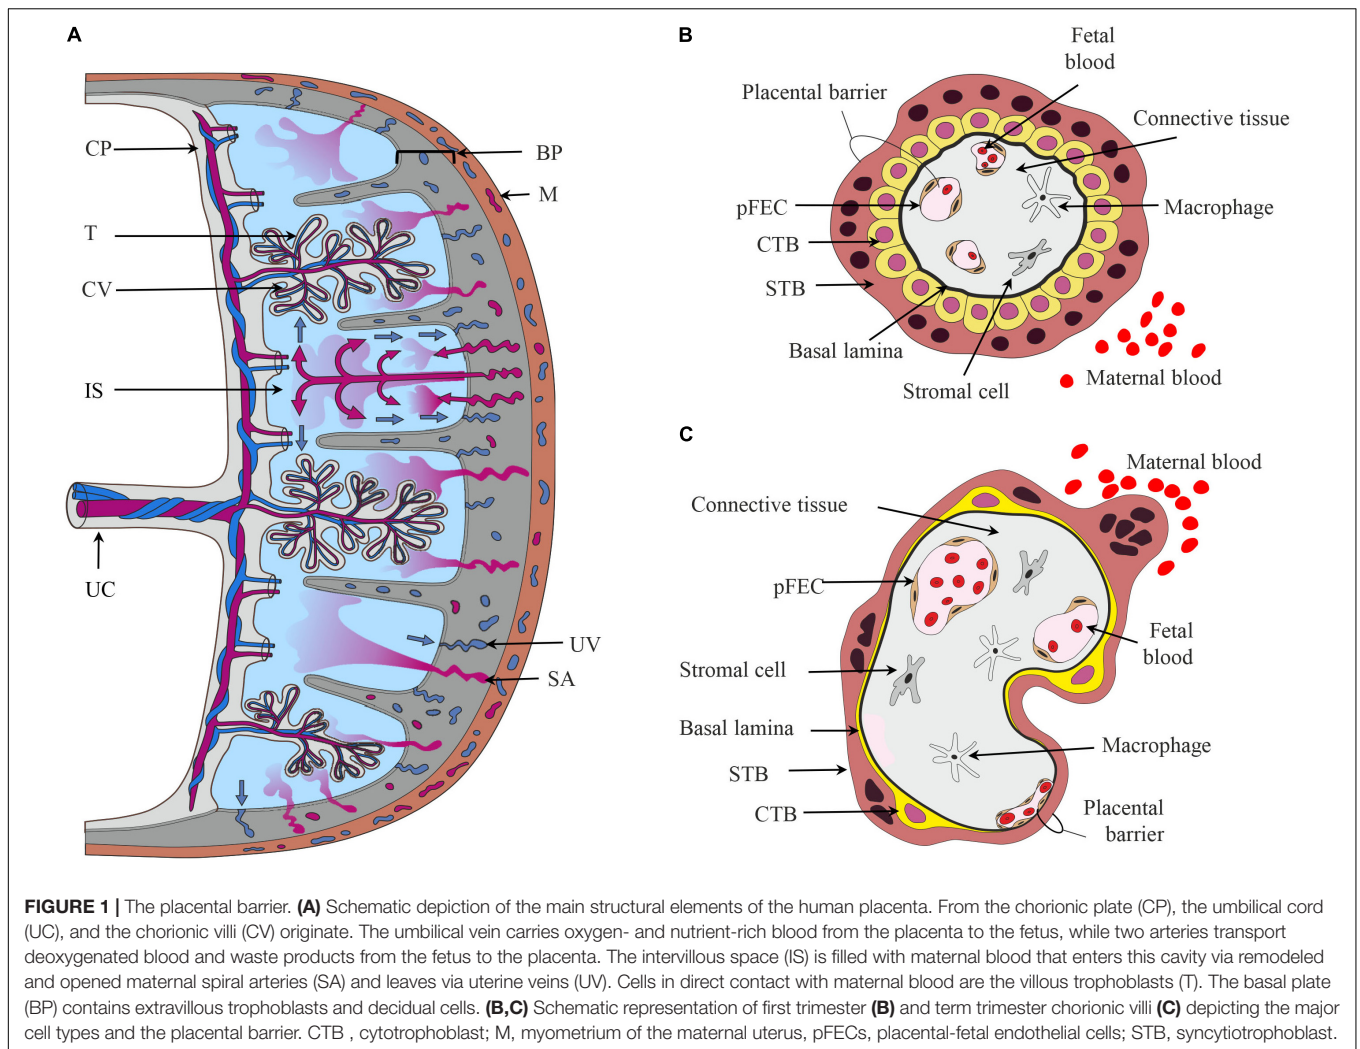 A
CP
BP
M
T
CV
IS
UC
UV
SA
B
Fetal
blood
Placental barrier
Connective tissue
pFEC
Macrophage
CTB
STB
Basal lamina
Stromal cell
Maternal blood
C
Maternal blood
Connective tissue
pFEC
Fetal
blood
Stromal cell
Basal lamina
Macrophage
STB
CTB
Placental
barrier
FIGURE 1 | The placental barrier. (A) Schematic depiction of the main structural elements of the human placenta. From the chorionic plate (CP), the umbilical cord
(UC), and the chorionic villi (CV) originate. The umbilical vein carries oxygen- and nutrient-rich blood from the placenta to the fetus, while two arteries transport
deoxygenated blood and waste products from the fetus to the placenta. The intervillous space (IS) is filled with maternal blood that enters this cavity via remodeled
and opened maternal spiral arteries (SA) and leaves via uterine veins (UV). Cells in direct contact with maternal blood are the villous trophoblasts (T). The basal plate
(BP) contains extravillous trophoblasts and decidual cells. (B,C) Schematic representation of first trimester (B) and term trimester chorionic villi (C) depicting the major
cell types and the placental barrier. CTB , cytotrophoblast; M, myometrium of the maternal uterus, pFECs, placental-fetal endothelial cells; STB, syncytiotrophoblast.